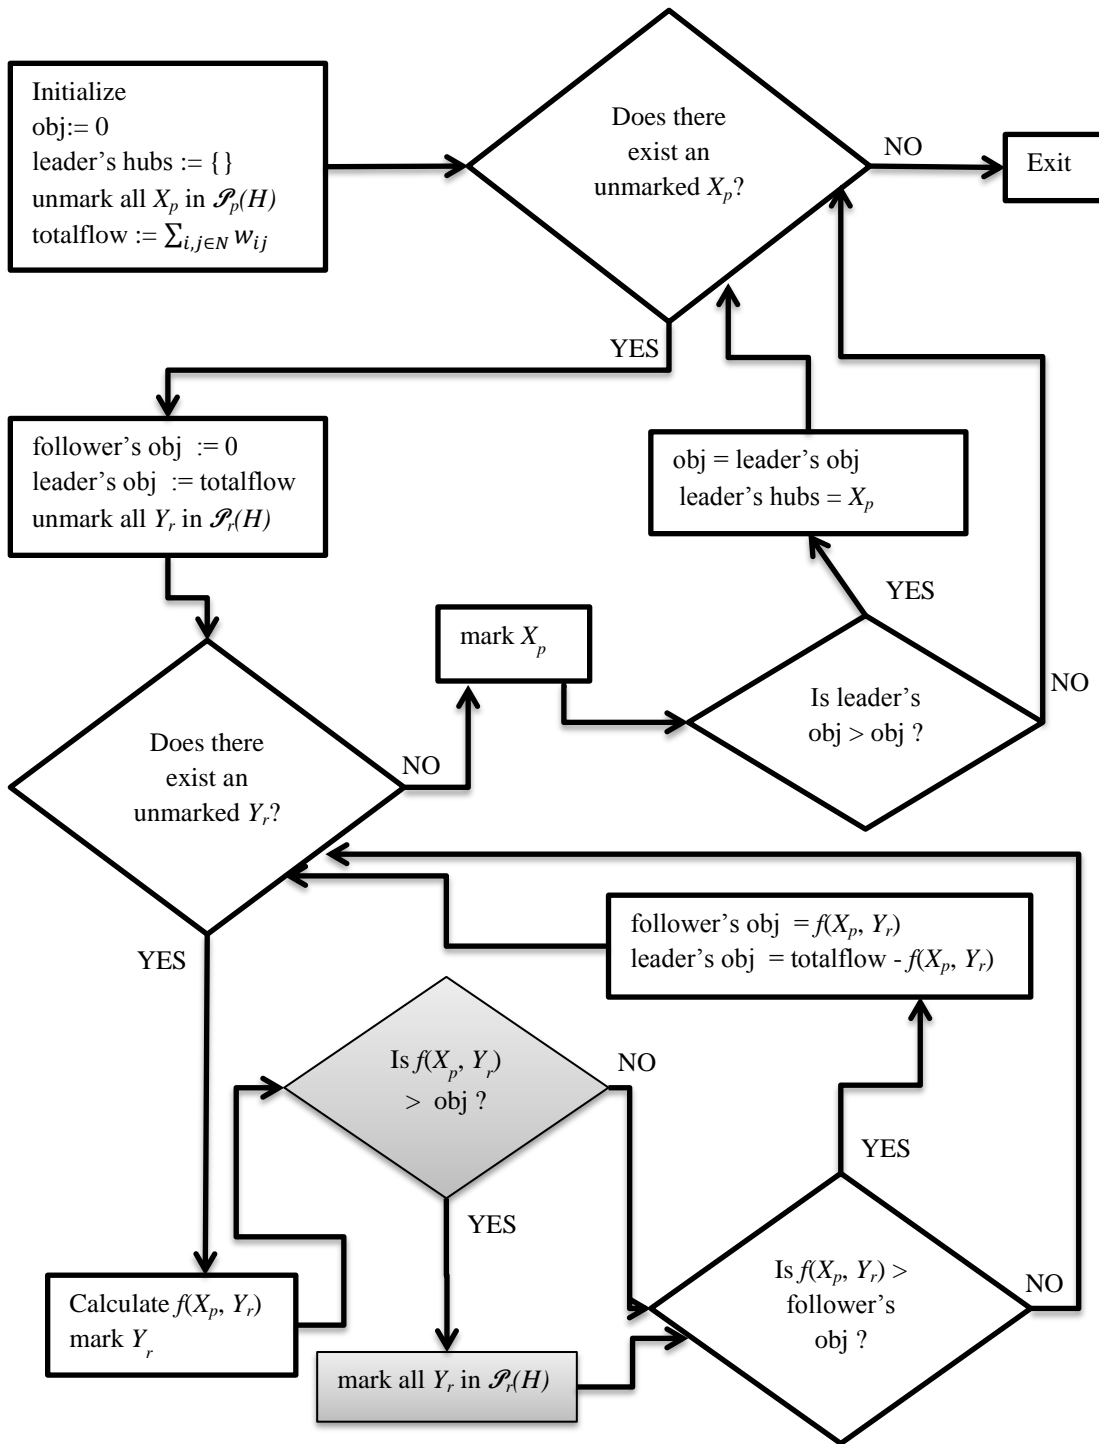 Initialize
obj:= 0
leader's hubs := {}
unmark all X_p in 𝒫_p(H)
totalflow := ∑_{i,j∈N} w_{ij}
Does there
exist an
unmarked X_p?
NO
Exit
YES
follower's obj := 0
leader's obj := totalflow
unmark all Y_r in 𝒫_r(H)
obj = leader's obj
leader's hubs = X_p
YES
mark X_p
Is leader's
obj > obj ?
NO
Does there
exist an
unmarked Y_r?
NO
YES
follower's obj = f(X_p, Y_r)
leader's obj = totalflow - f(X_p, Y_r)
Is f(X_p, Y_r)
> obj ?
NO
YES
YES
Calculate f(X_p, Y_r)
mark Y_r
Is f(X_p, Y_r) >
follower's
obj ?
NO
mark all Y_r in 𝒫_r(H)